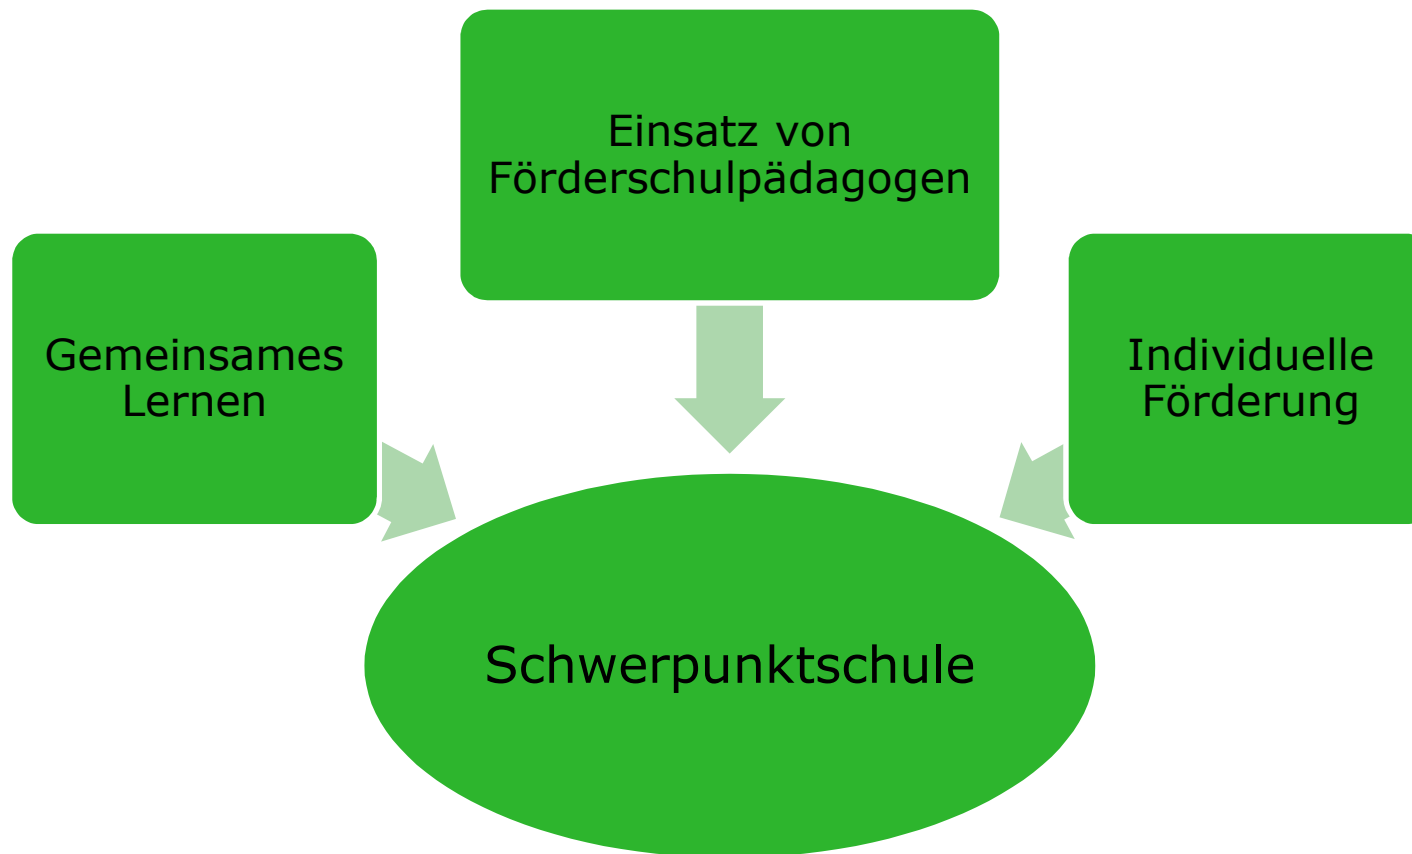 Einsatz von
Förderschulpädagogen
Gemeinsames
Lernen
Individuelle
Förderung
Schwerpunktschule